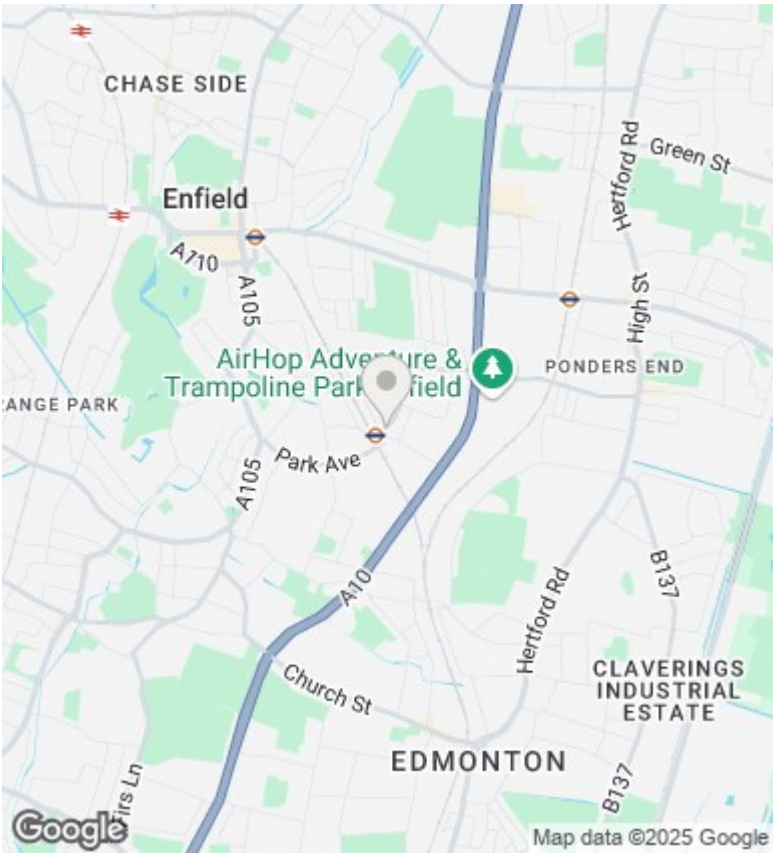 CHASE SIDE
Enfield
A710
A105
Hertford Rd
Green St
High St
AirHop Adventure &
Trampoline Park Enfield
PONDERS END
RANGE PARK
Park Ave
A105
A10
B137
Hertford Rd
CLAVERINGS
INDUSTRIAL
ESTATE
Church St
EDMONTON
B137
Firs Ln
Google
Map data ©2025 Google